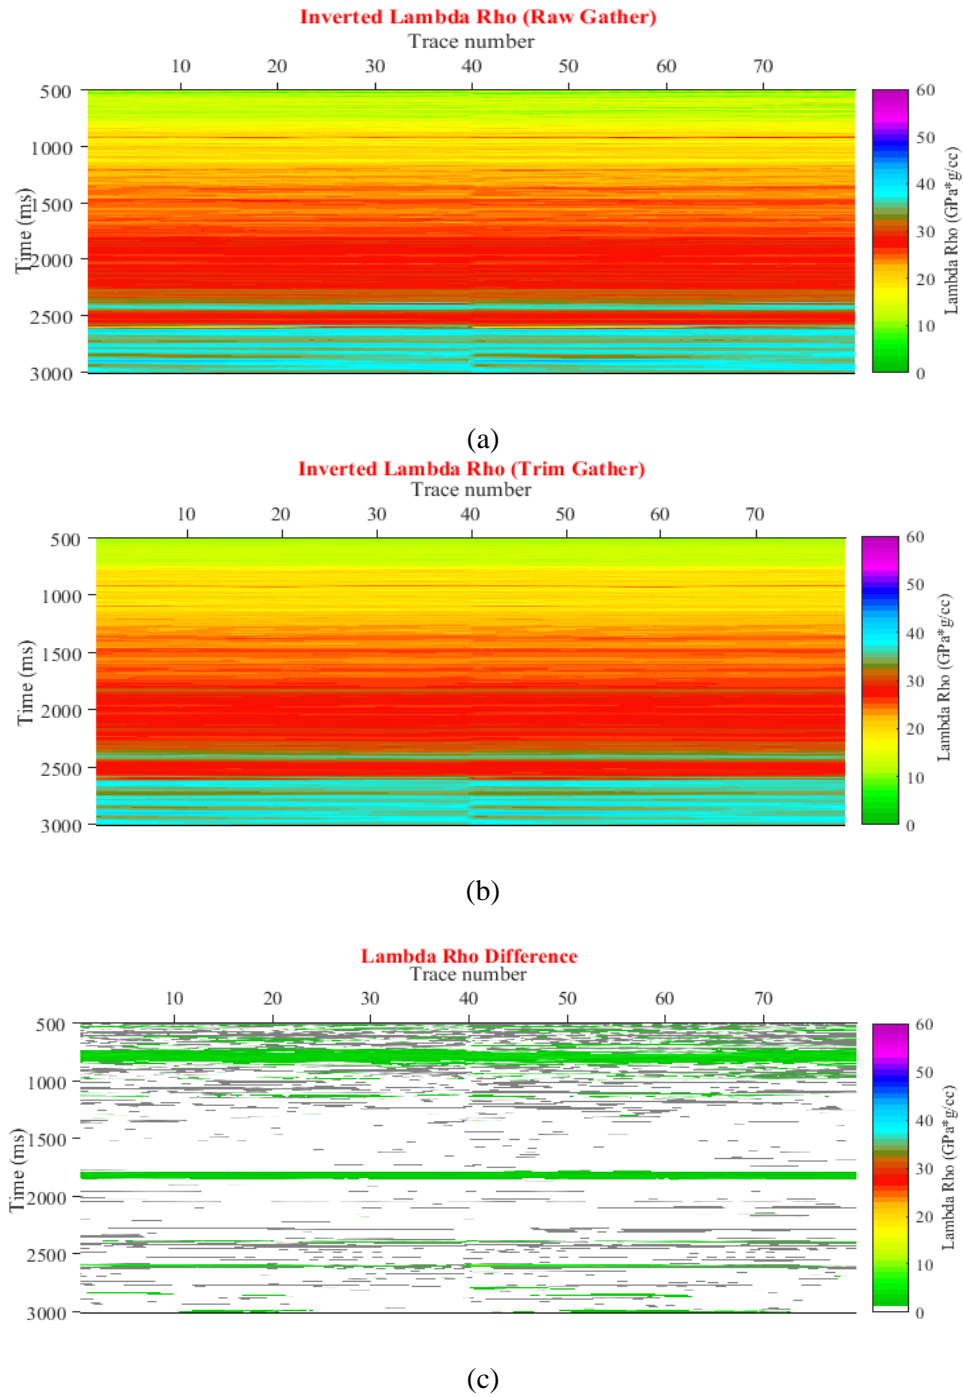 Inverted Lambda Rho (Raw Gather)
Trace number
10 20 30 40 50 60 70
500
1000
1500
2000
2500
3000
Time (ms)
60
50
40
30
20
10
0
Lambda Rho (GPa*g/cc)
(a)
Inverted Lambda Rho (Trim Gather)
Trace number
10 20 30 40 50 60 70
500
1000
1500
2000
2500
3000
Time (ms)
60
50
40
30
20
10
0
Lambda Rho (GPa*g/cc)
(b)
Lambda Rho Difference
Trace number
10 20 30 40 50 60 70
500
1000
1500
2000
2500
3000
Time (ms)
60
50
40
30
20
10
0
Lambda Rho (GPa*g/cc)
(c)